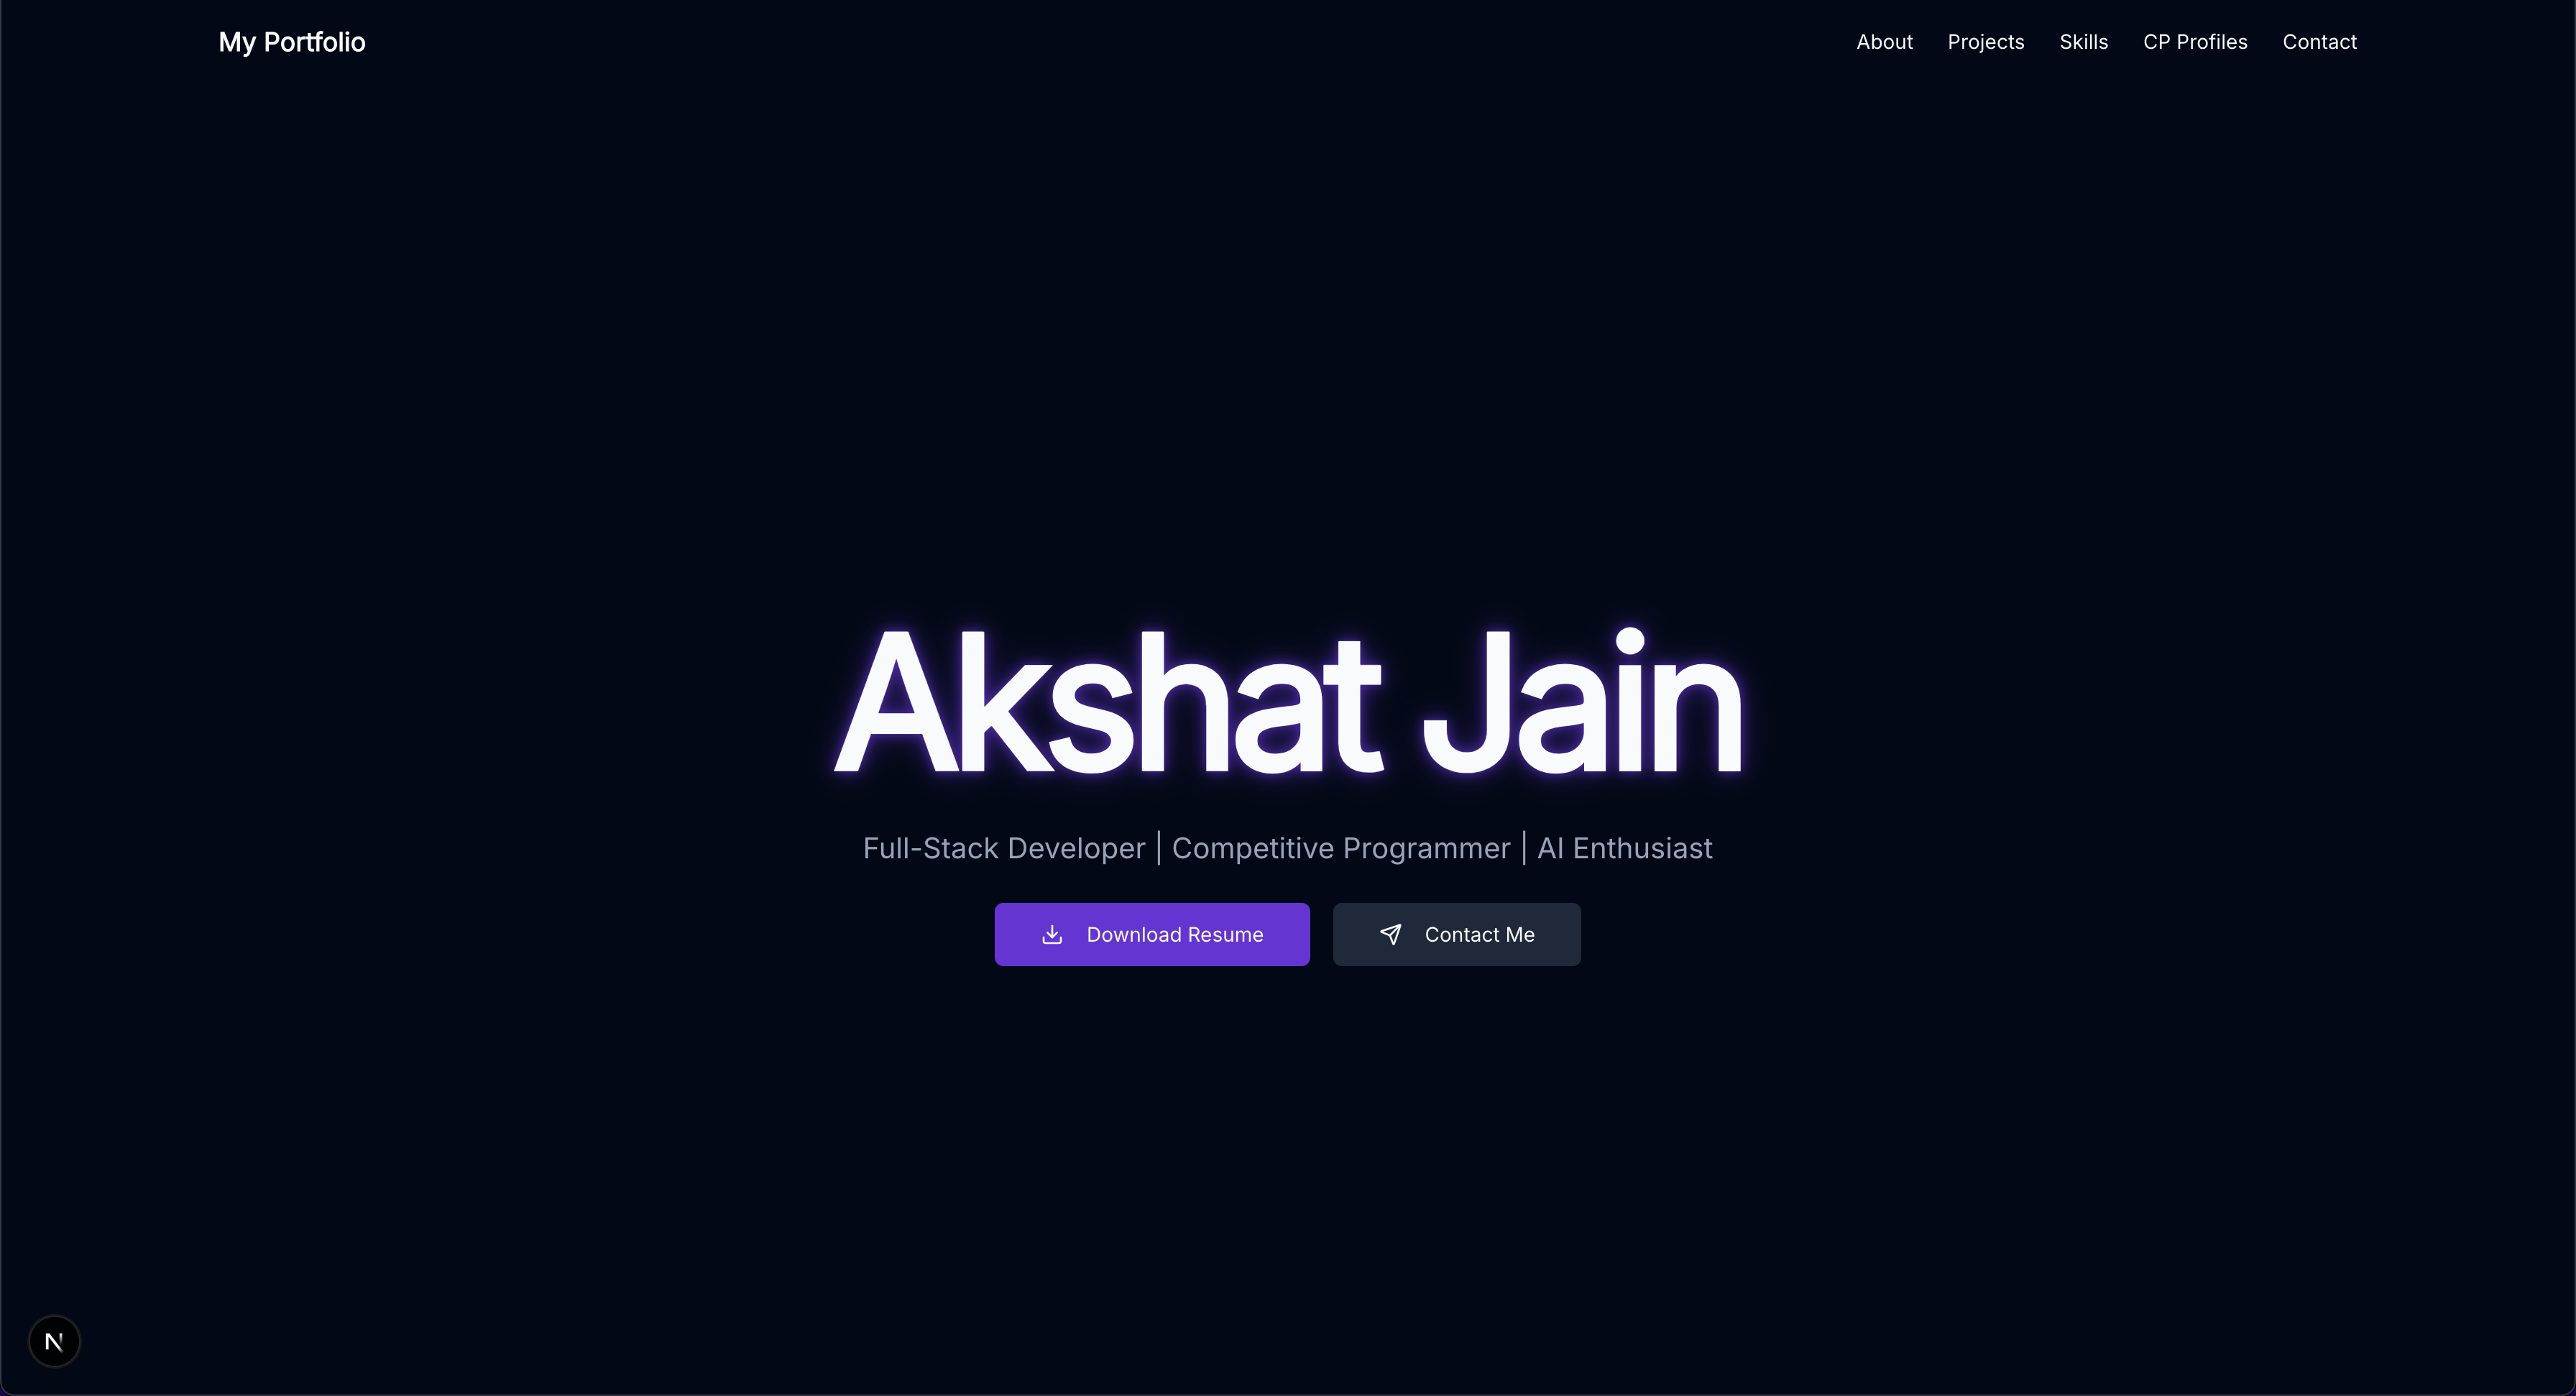 My Portfolio
About Projects Skills CP Profiles Contact
Akshat Jain
Full-Stack Developer | Competitive Programmer | AI Enthusiast
Download Resume
Contact Me
N